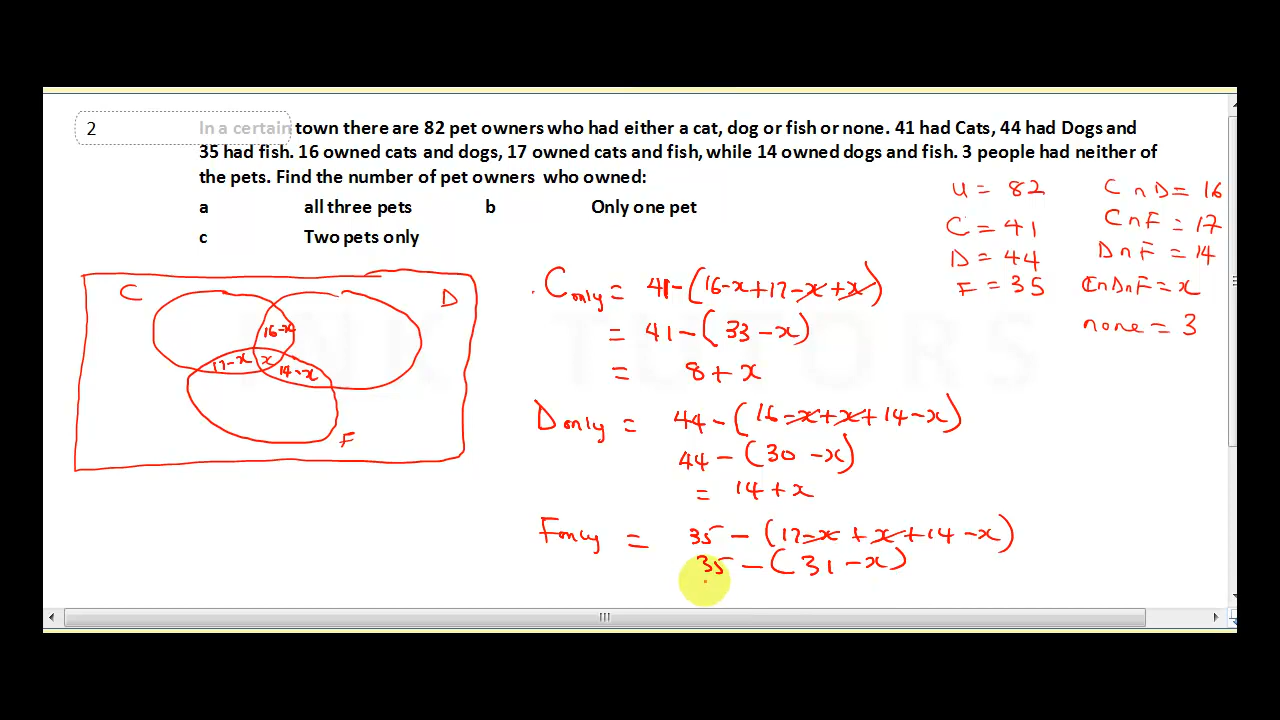 2
In a certain town there are 82 pet owners who had either a cat, dog or fish or none. 41 had Cats, 44 had Dogs and
35 had fish. 16 owned cats and dogs, 17 owned cats and fish, while 14 owned dogs and fish. 3 people had neither of
the pets. Find the number of pet owners who owned:
a all three pets b Only one pet
c Two pets only
U = 82
C = 41
D = 44
F = 35
C n D = 16
C n F = 17
D n F = 14
C n D n F = x
none = 3
C
D
16-x
17-x
x
14-x
F
C only = 41-(16-x+17-x+x)
= 41-(33-x)
= 8+x
D only = 44-(16-x+x+14-x)
44-(30-x)
= 14+x
F only = 35-(17-x+x+14-x)
35-(31-x)